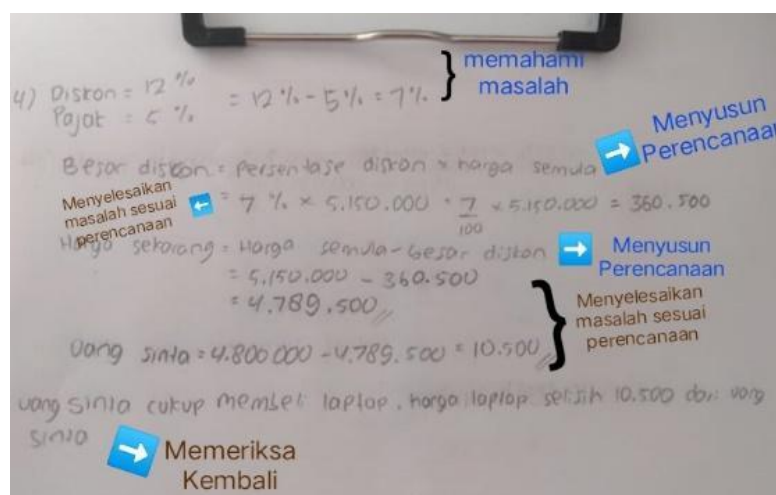 memahami
masalah
4) Diskon = 12 %
Pajak = 5 %
= 12 % - 5 % = 7 %
Menyusun
Perencanaan
Besar diskon = persentase diskon x harga semula
Menyelesaikan
masalah sesuai
perencanaan
= 7 % x 5.150.000 = 7/100 x 5.150.000 = 360.500
Harga sekarang = Harga semula - besar diskon
Menyusun
Perencanaan
= 5.150.000 - 360.500
= 4.789.500
Menyelesaikan
masalah sesuai
perencanaan
Uang sinta = 4.800.000 - 4.789.500 = 10.500
uang sinta cukup membeli laptop. harga laptop selisih 10.500 dari uang
sinta
Memeriksa
Kembali